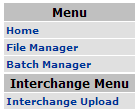 Menu
Home
File Manager
Batch Manager
Interchange Menu
Interchange Upload